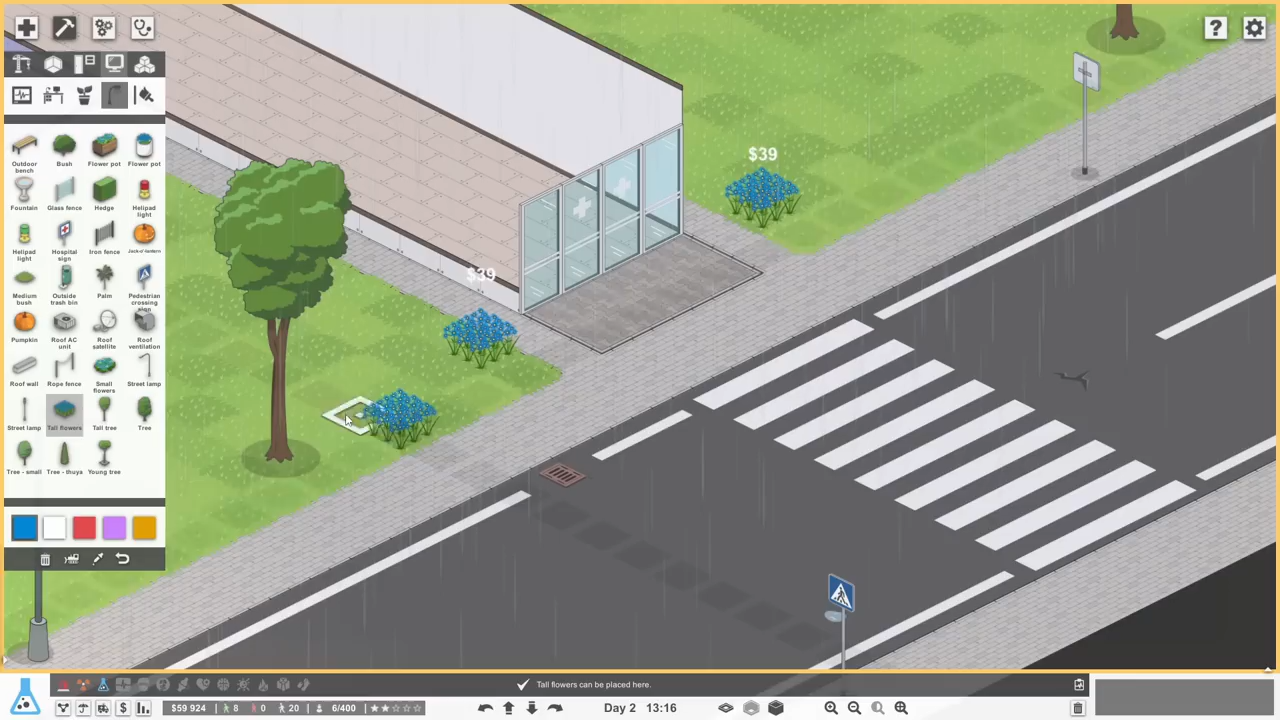 ?
Outdoor bench
Bush
Flower pot
Flower pot
Fountain
Glass fence
Hedge
Helipad light
Helipad light
Hospital sign
Iron fence
Jack-o'-lantern
Medium bush
Outside trash bin
Palm
Pedestrian crossing sign
Pumpkin
Roof AC unit
Roof satellite
Roof ventilation
Roof wall
Rope fence
Small flowers
Street lamp
Street lamp
Tall flowers
Tall tree
Tree
Tree - small
Tree - thuya
Young tree
$39
$39
Tall flowers can be placed here.
$
$59 924
8
0
20
6/400
Day 2 13:16